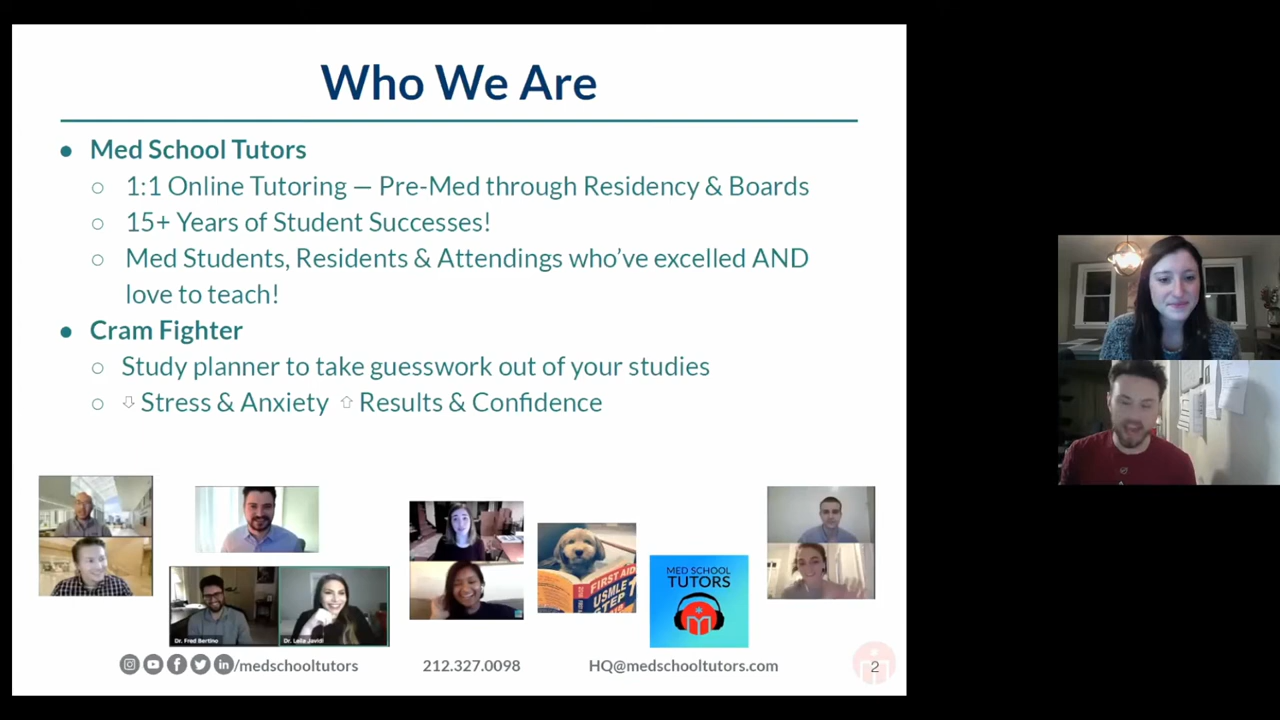 Who We Are
● Med School Tutors
○ 1:1 Online Tutoring — Pre-Med through Residency & Boards
○ 15+ Years of Student Successes!
○ Med Students, Residents & Attendings who’ve excelled AND
love to teach!
● Cram Fighter
○ Study planner to take guesswork out of your studies
○ ⇩ Stress & Anxiety ⇧ Results & Confidence
Dr. Fred Bertino
Dr. Leila Javidi
FIRST AID
USMLE
STEP 1
MED SCHOOL
TUTORS
/medschooltutors
212.327.0098
HQ@medschooltutors.com
2